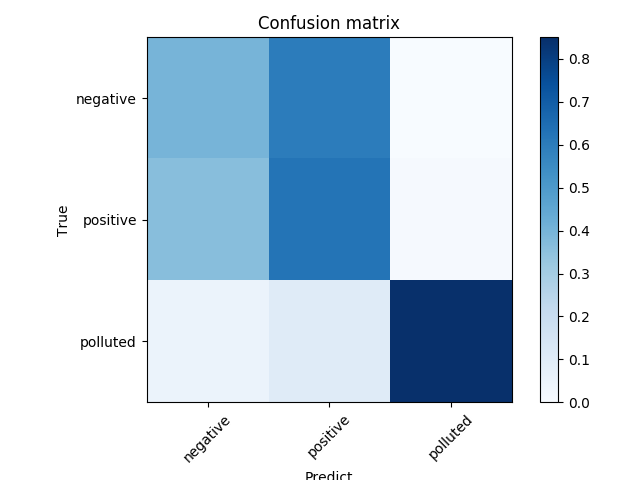 Confusion matrix
True
negative
positive
polluted
negative
positive
polluted
Predict
0.8
0.7
0.6
0.5
0.4
0.3
0.2
0.1
0.0